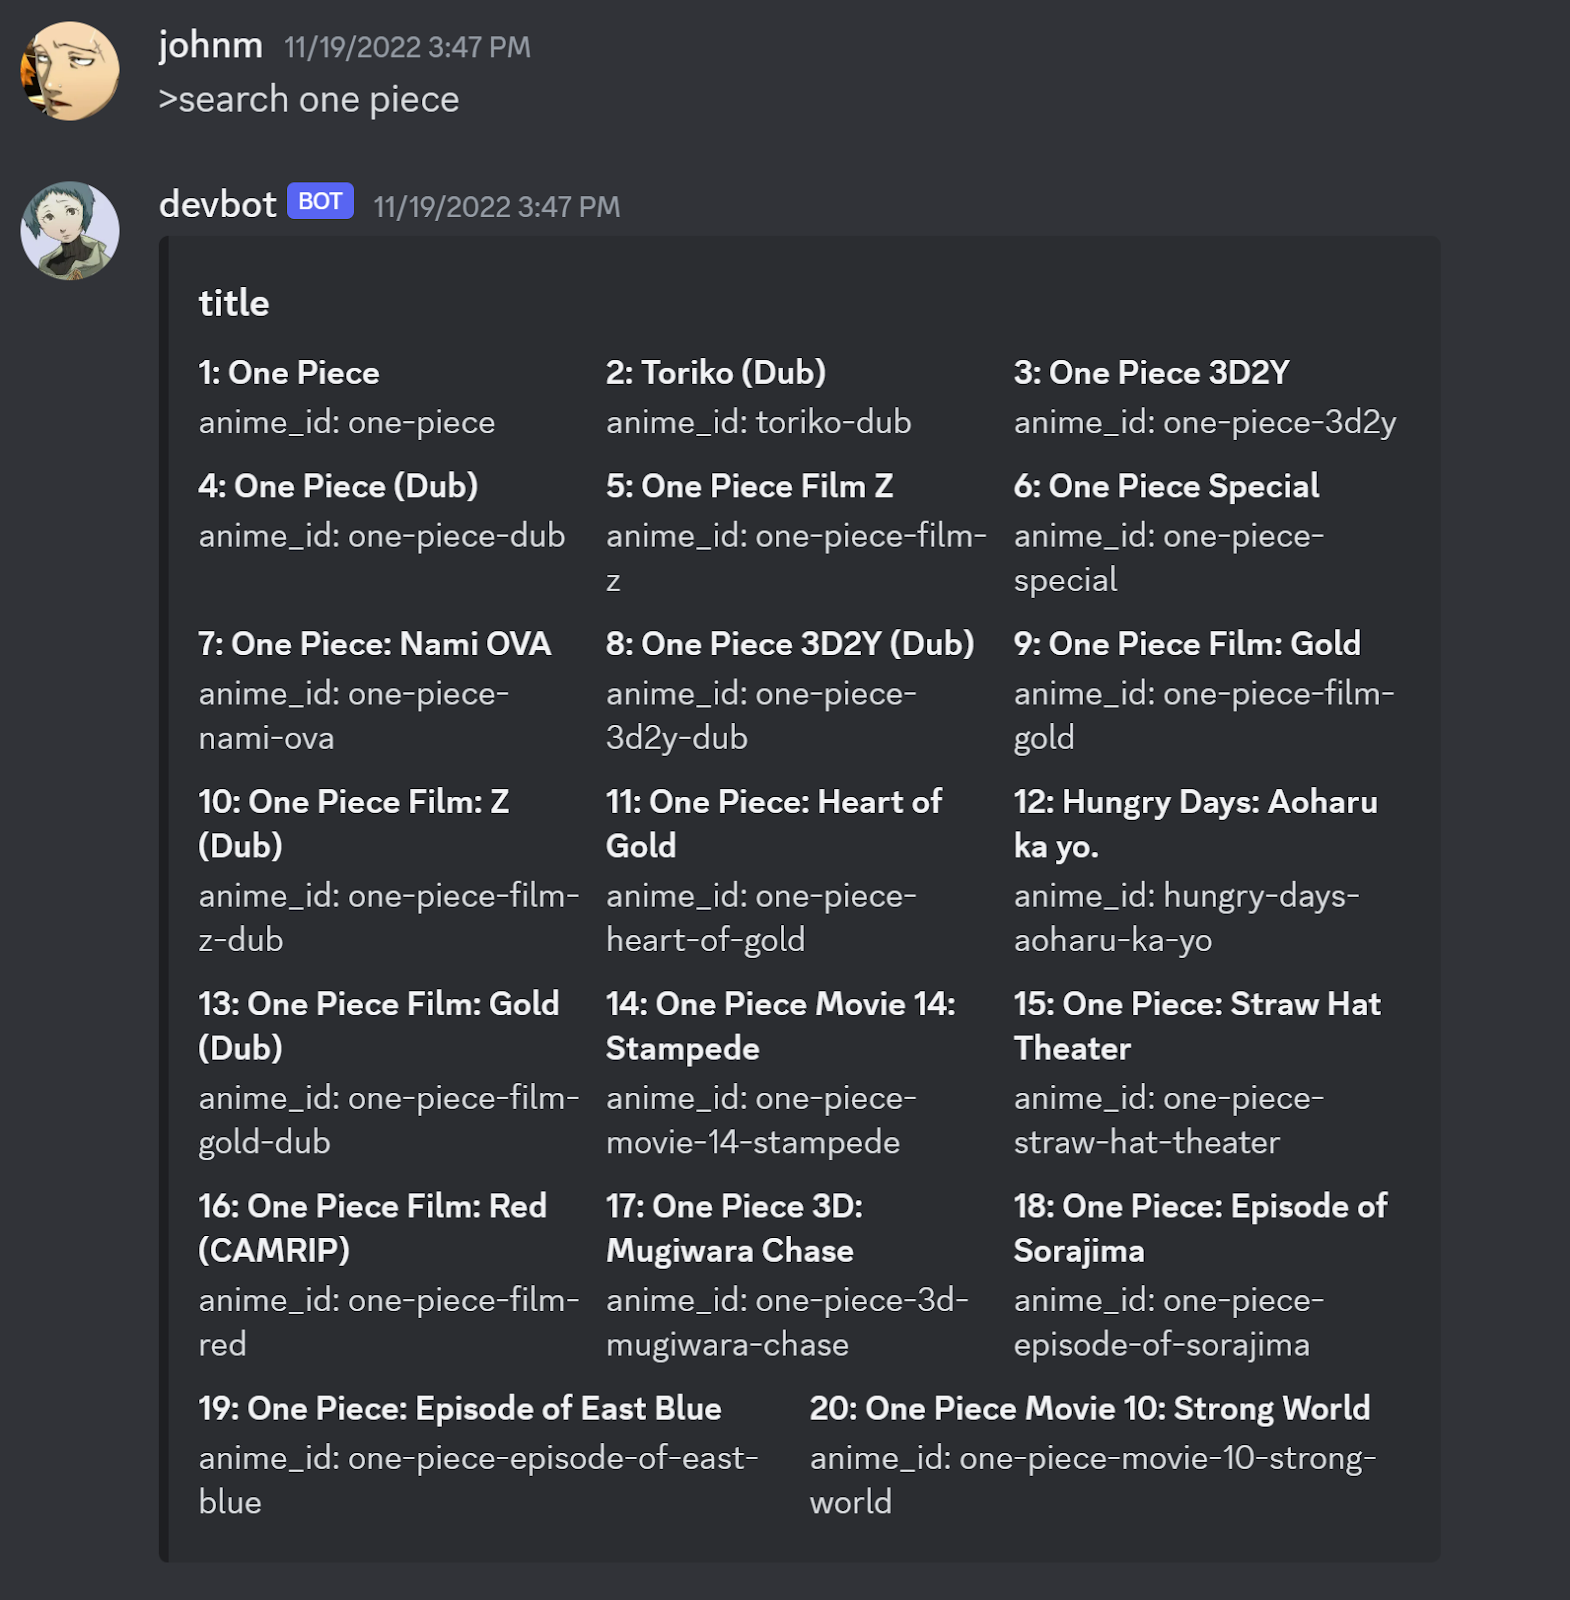 johnm 11/19/2022 3:47 PM
>search one piece
devbot BOT 11/19/2022 3:47 PM
title
1: One Piece
anime_id: one-piece
2: Toriko (Dub)
anime_id: toriko-dub
3: One Piece 3D2Y
anime_id: one-piece-3d2y
4: One Piece (Dub)
anime_id: one-piece-dub
5: One Piece Film Z
anime_id: one-piece-film-
z
6: One Piece Special
anime_id: one-piece-
special
7: One Piece: Nami OVA
anime_id: one-piece-
nami-ova
8: One Piece 3D2Y (Dub)
anime_id: one-piece-
3d2y-dub
9: One Piece Film: Gold
anime_id: one-piece-film-
gold
10: One Piece Film: Z
(Dub)
anime_id: one-piece-film-
z-dub
11: One Piece: Heart of
Gold
anime_id: one-piece-
heart-of-gold
12: Hungry Days: Aoharu
ka yo.
anime_id: hungry-days-
aoharu-ka-yo
13: One Piece Film: Gold
(Dub)
anime_id: one-piece-film-
gold-dub
14: One Piece Movie 14:
Stampede
anime_id: one-piece-
movie-14-stampede
15: One Piece: Straw Hat
Theater
anime_id: one-piece-
straw-hat-theater
16: One Piece Film: Red
(CAMRIP)
anime_id: one-piece-film-
red
17: One Piece 3D:
Mugiwara Chase
anime_id: one-piece-3d-
mugiwara-chase
18: One Piece: Episode of
Sorajima
anime_id: one-piece-
episode-of-sorajima
19: One Piece: Episode of East Blue
anime_id: one-piece-episode-of-east-
blue
20: One Piece Movie 10: Strong World
anime_id: one-piece-movie-10-strong-
world